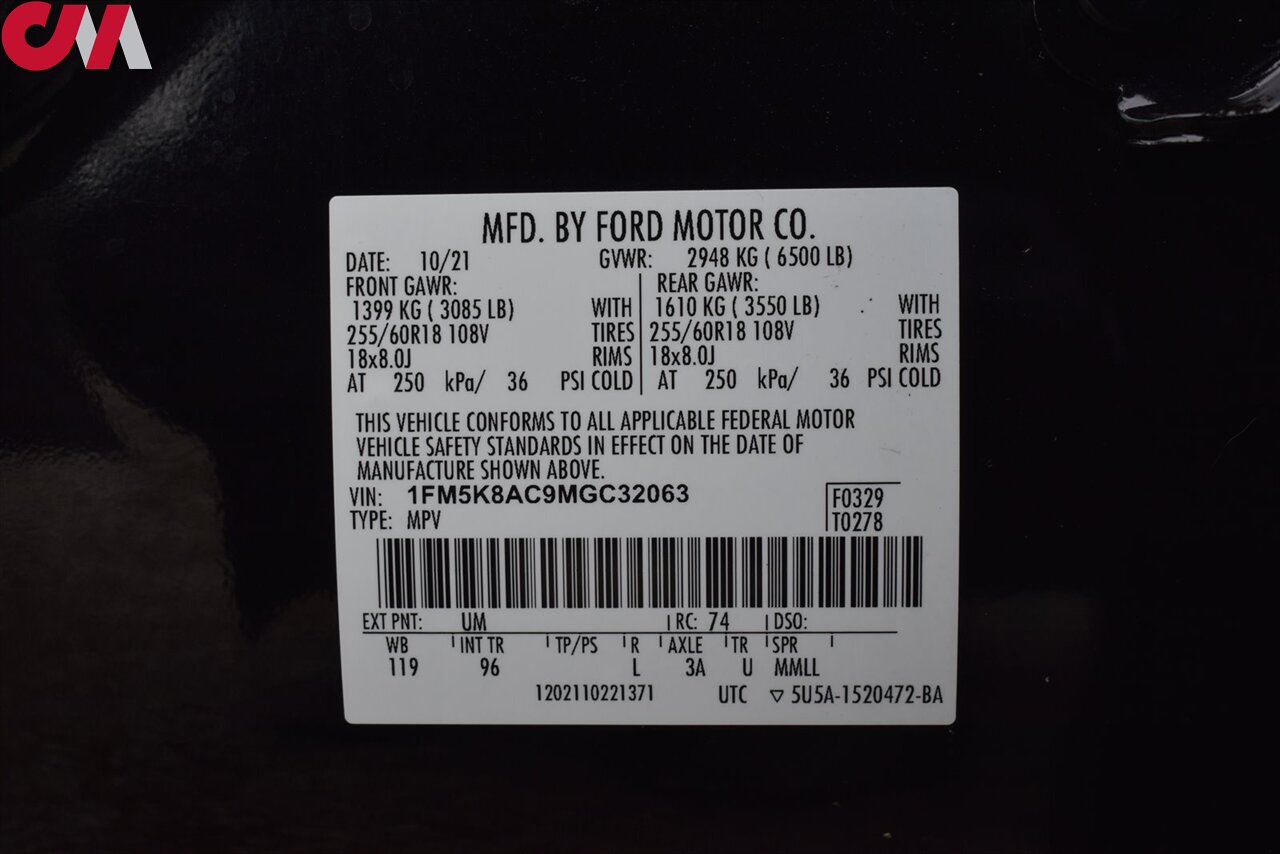 CM
MFD. BY FORD MOTOR CO.
DATE: 10/21 GVWR: 2948 KG ( 6500 LB)
FRONT GAWR: REAR GAWR:
1399 KG ( 3085 LB) WITH 1610 KG ( 3550 LB) WITH
255/60R18 108V TIRES 255/60R18 108V TIRES
18x8.0J RIMS 18x8.0J RIMS
AT 250 kPa/ 36 PSI COLD AT 250 kPa/ 36 PSI COLD
THIS VEHICLE CONFORMS TO ALL APPLICABLE FEDERAL MOTOR
VEHICLE SAFETY STANDARDS IN EFFECT ON THE DATE OF
MANUFACTURE SHOWN ABOVE.
VIN: 1FM5K8AC9MGC32063 F0329
TYPE: MPV T0278
EXT PNT: UM RC: 74 DSO:
WB INT TR TP/PS R AXLE TR SPR
119 96 L 3A U MMLL
1202110221371 UTC ▽ 5U5A-1520472-BA